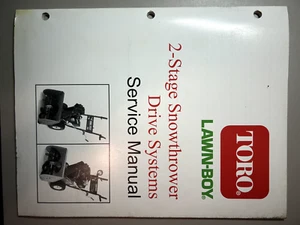 TORO®
LAWN-BOY®
2-Stage Snowthrower
Drive Systems
Service Manual